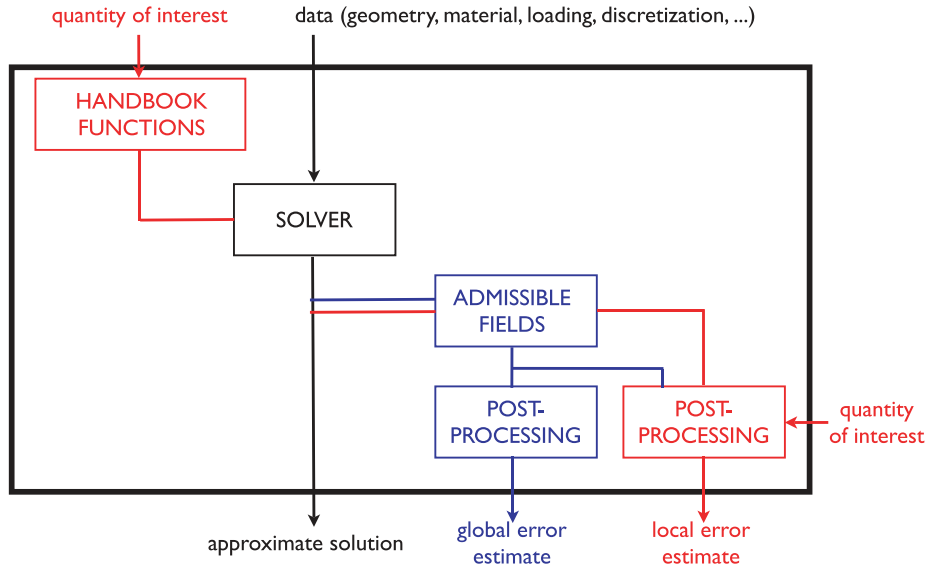 quantity of interest
data (geometry, material, loading, discretization, ...)
HANDBOOK
FUNCTIONS
SOLVER
ADMISSIBLE
FIELDS
POST-
PROCESSING
POST-
PROCESSING
quantity
of interest
approximate solution
global error
estimate
local error
estimate